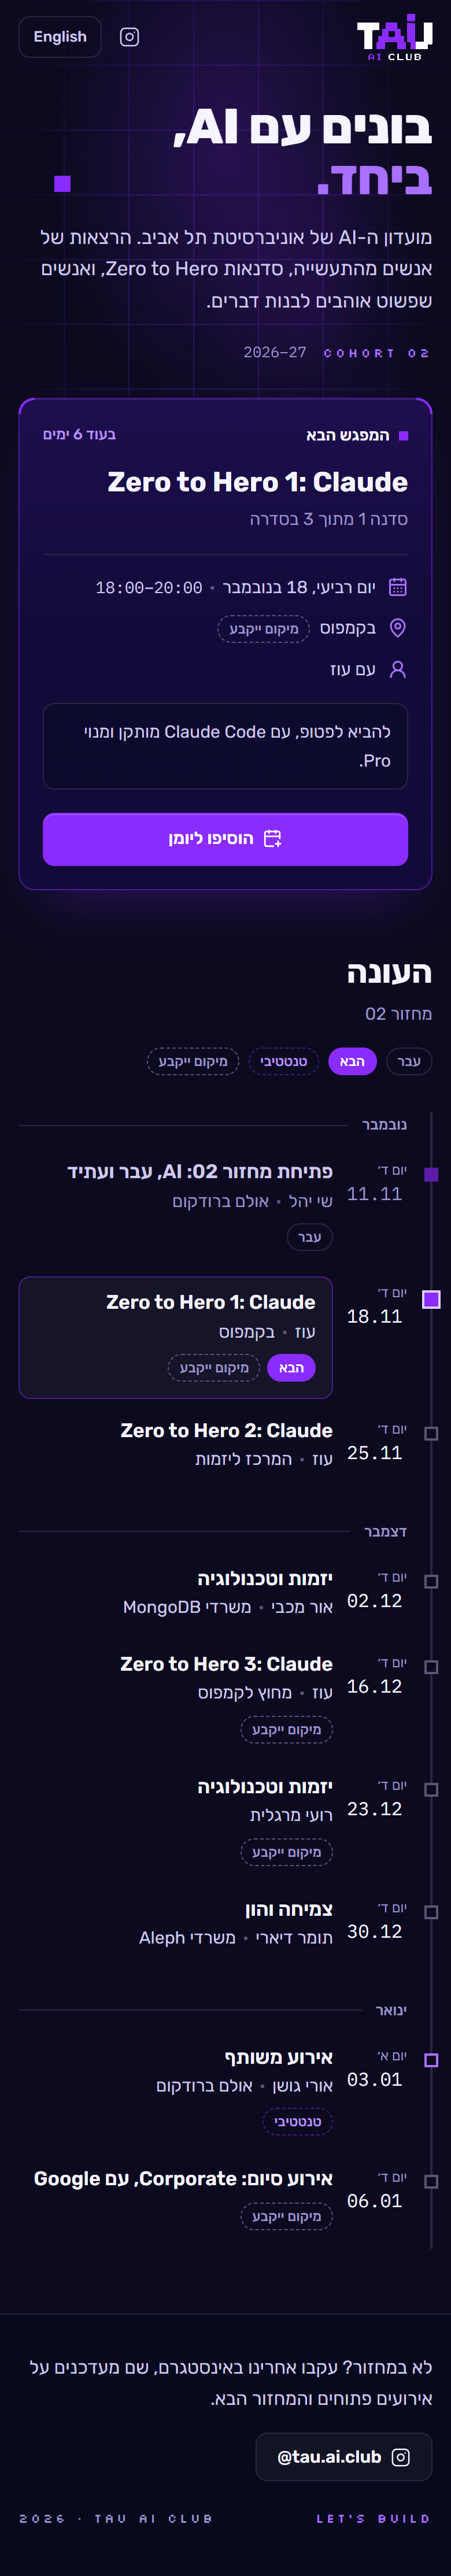 TAU
AI CLUB
English
בונים עם AI,
ביחד.
מועדון ה-AI של אוניברסיטת תל אביב. הרצאות של
אנשים מהתעשייה, סדנאות Zero to Hero, ואנשים
שפשוט אוהבים לבנות דברים.
COHORT 02 2026–27
המפגש הבא
בעוד 6 ימים
Zero to Hero 1: Claude
סדנה 1 מתוך 3 בסדרה
יום רביעי, 18 בנובמבר • 18:00–20:00
בקמפוס מיקום ייקבע
עם עוז
להביא לפטופ, עם Claude Code מותקן ומנוי
Pro.
הוסיפו ליומן
העונה
מחזור 02
עבר הבא טנטטיבי מיקום ייקבע
נובמבר
יום ד׳
11.11
פתיחת מחזור 02: AI, עבר ועתיד
שי יהל • אולם ברודקום
עבר
יום ד׳
18.11
Zero to Hero 1: Claude
עוז • בקמפוס
הבא מיקום ייקבע
יום ד׳
25.11
Zero to Hero 2: Claude
עוז • המרכז ליזמות
דצמבר
יום ד׳
02.12
יזמות וטכנולוגיה
אור מכבי • משרדי MongoDB
יום ד׳
16.12
Zero to Hero 3: Claude
עוז • מחוץ לקמפוס
מיקום ייקבע
יום ד׳
23.12
יזמות וטכנולוגיה
רועי מרגלית
מיקום ייקבע
יום ד׳
30.12
צמיחה והון
תומר דיארי • משרדי Aleph
ינואר
יום א׳
03.01
אירוע משותף
אורי גושן • אולם ברודקום
טנטטיבי
יום ד׳
06.01
אירוע סיום: Corporate, עם Google
מיקום ייקבע
לא במחזור? עקבו אחרינו באינסטגרם, שם מעדכנים על
אירועים פתוחים והמחזור הבא.
@tau.ai.club
LET'S BUILD
2026 · TAU AI CLUB